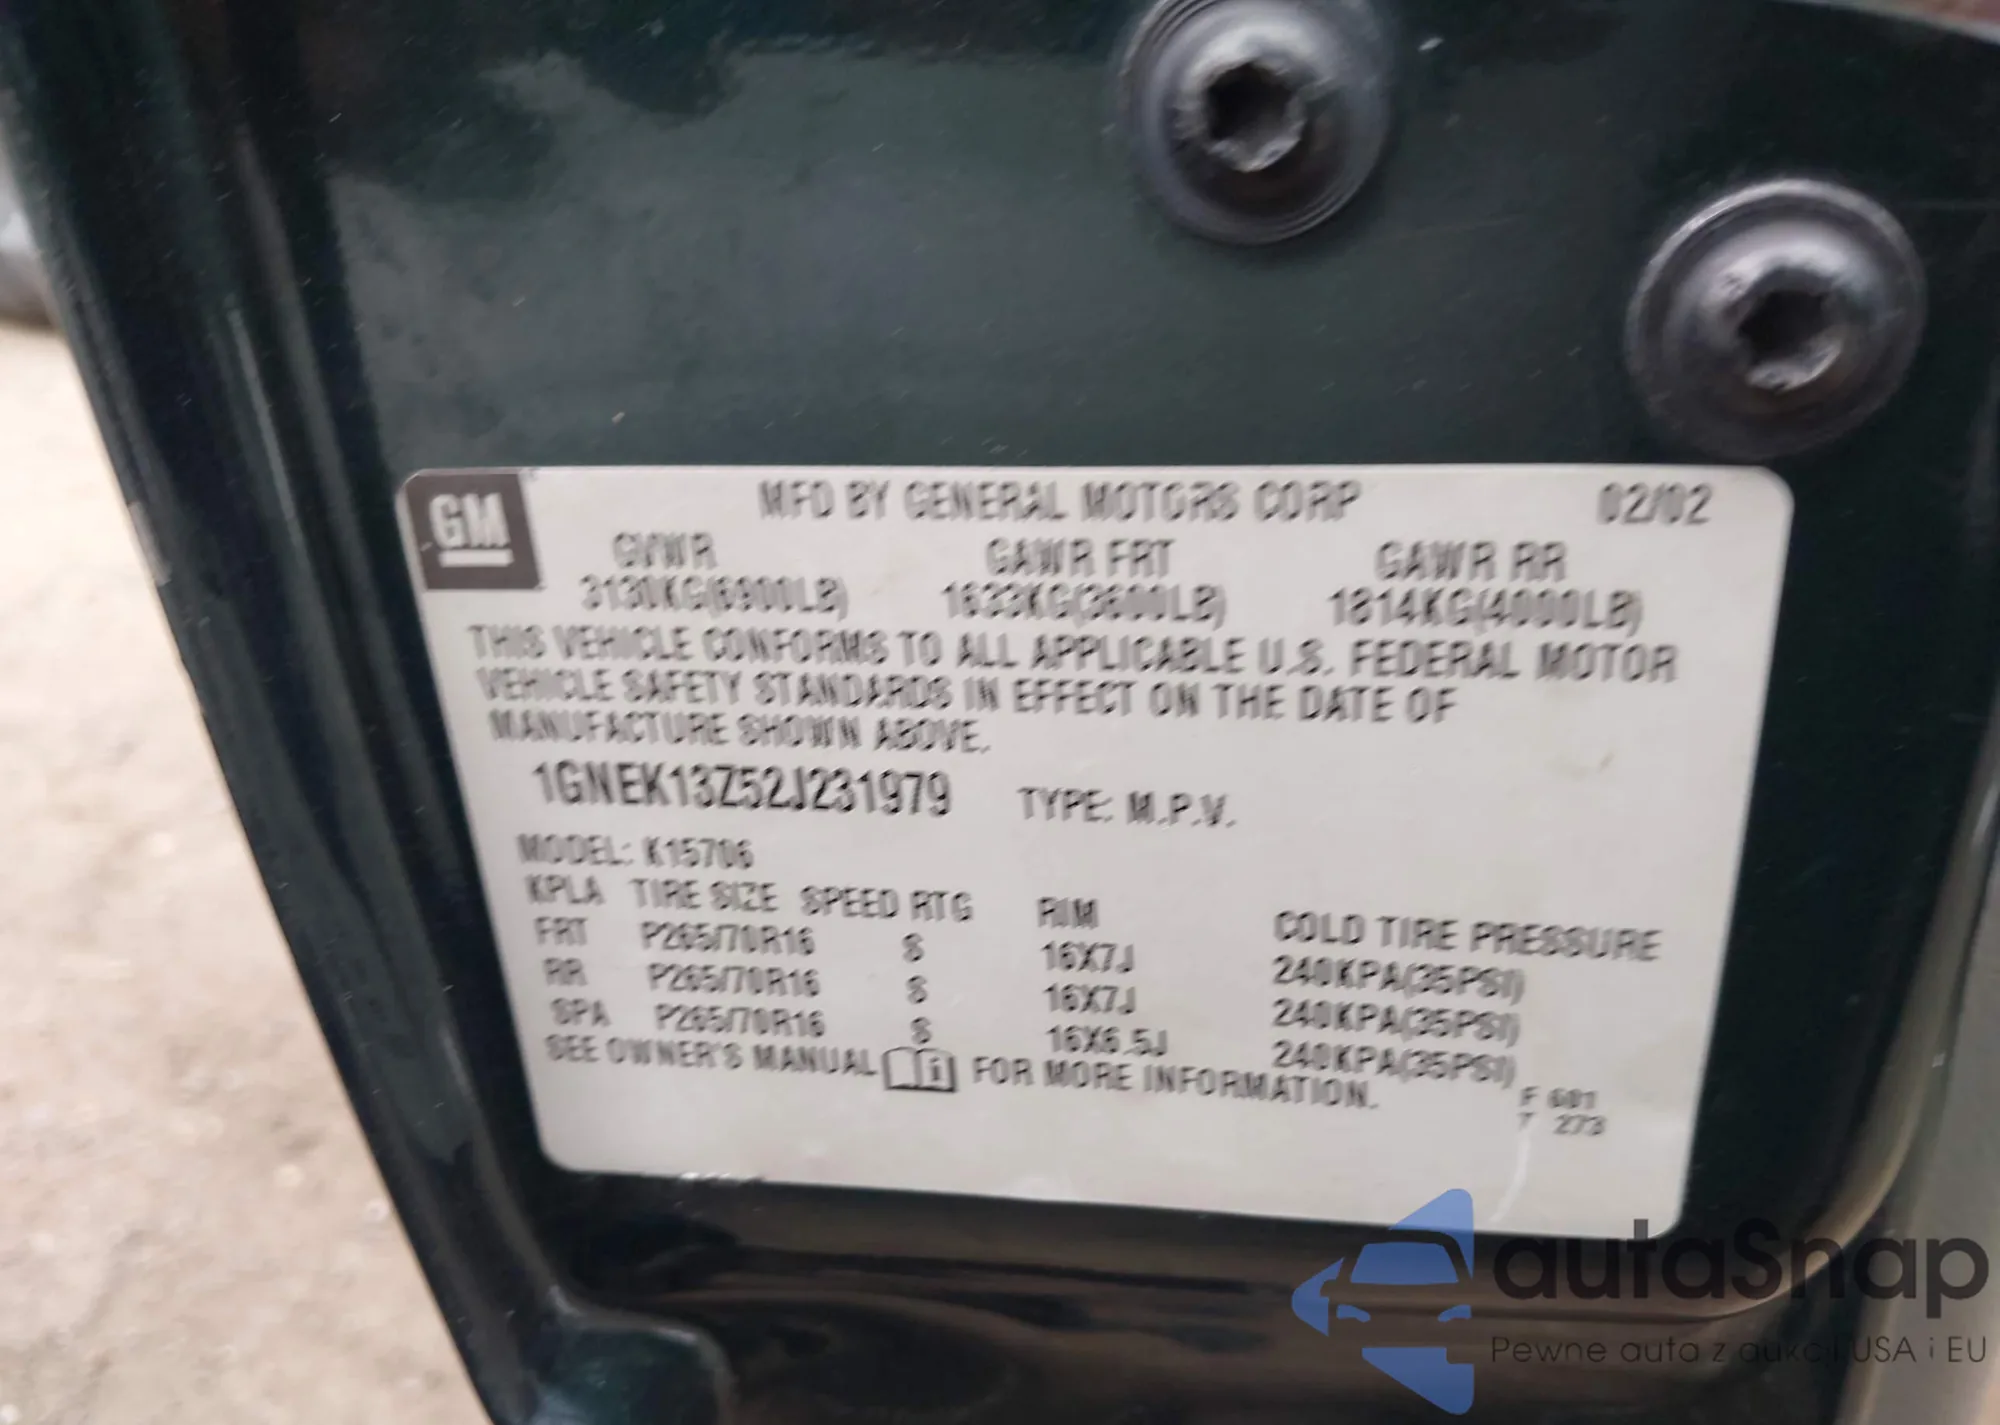 GM
MFD BY GENERAL MOTORS CORP 02/02
GVWR GAWR FRT GAWR RR
3130KG(6900LB) 1633KG(3600LB) 1814KG(4000LB)
THIS VEHICLE CONFORMS TO ALL APPLICABLE U.S. FEDERAL MOTOR
VEHICLE SAFETY STANDARDS IN EFFECT ON THE DATE OF
MANUFACTURE SHOWN ABOVE.
1GNEK13Z52J231979 TYPE: M.P.V.
MODEL: K15706
KPLA TIRE SIZE SPEED RTG RIM COLD TIRE PRESSURE
FRT P265/70R16 S 16X7J 240KPA(35PSI)
RR P265/70R16 S 16X7J 240KPA(35PSI)
SPA P265/70R16 S 16X6.5J 240KPA(35PSI)
SEE OWNER'S MANUAL FOR MORE INFORMATION.
F 601
T 273
autaSnap
Pewne auta z aukcji USA i EU